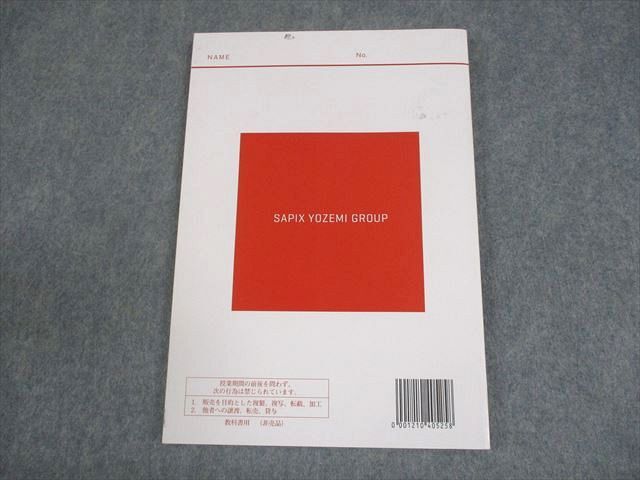 NAME No.
SAPIX YOZEMI GROUP
授業期間の前後を問わず、
次の行為は禁じられています。
1. 販売を目的とした複製、複写、転載、加工
2. 他者への譲渡、転売、貸与
教科書用 (非売品)
0 001210 405258